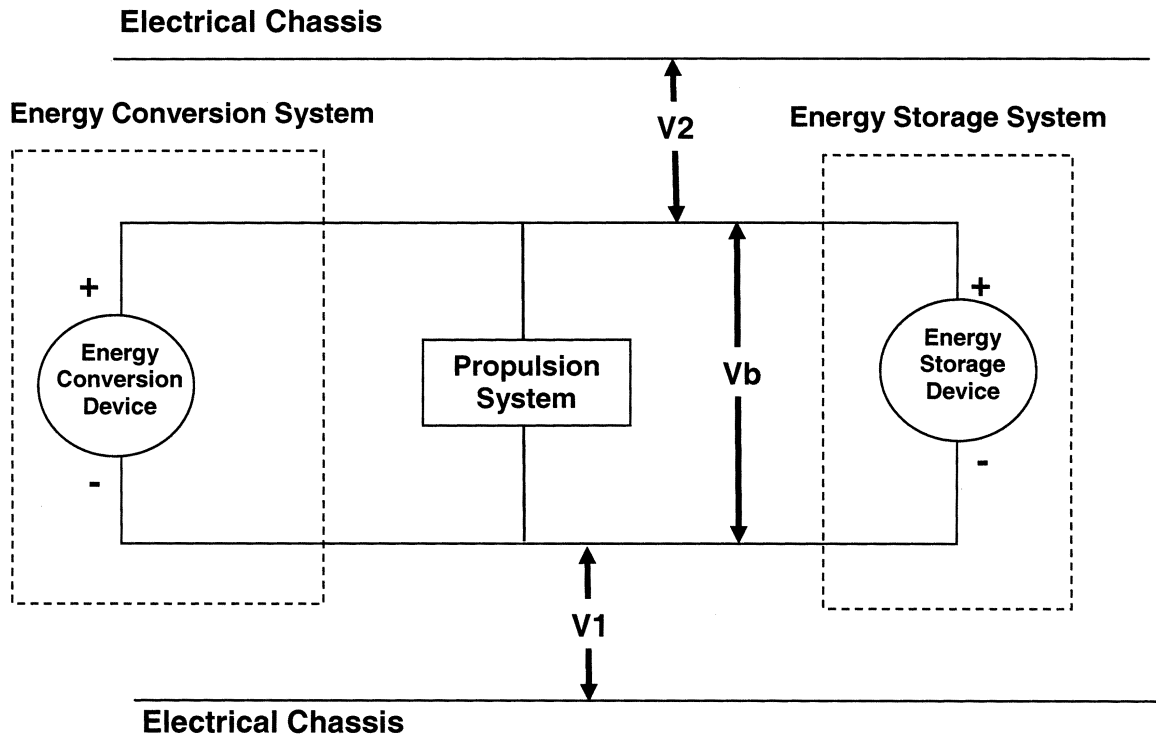 Electrical Chassis
Energy Conversion System
V2
Energy Storage System
+
Energy
Conversion
Device
-
Propulsion
System
Vb
+
Energy
Storage
Device
-
V1
Electrical Chassis